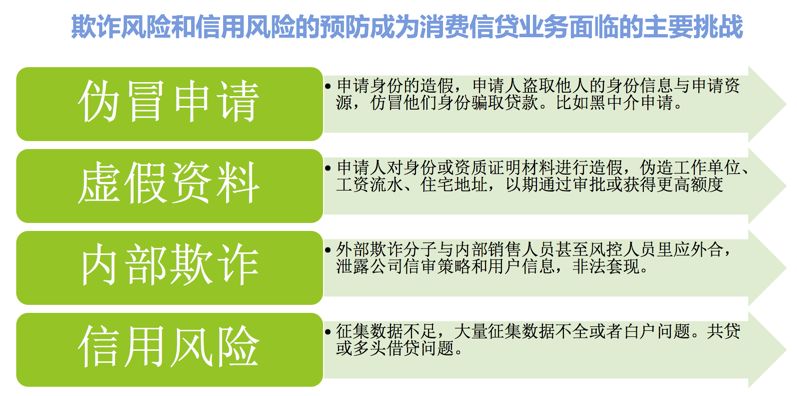 欺诈风险和信用风险的预防成为消费信贷业务面临的主要挑战
伪冒申请
• 申请身份的造假，申请人盗取他人的身份信息与申请资
源，仿冒他们身份骗取贷款。比如黑中介申请。
虚假资料
• 申请人对身份或资质证明材料进行造假，伪造工作单位、
工资流水、住宅地址，以期通过审批或获得更高额度
内部欺诈
• 外部欺诈分子与内部销售人员甚至风控人员里应外合，
泄露公司信审策略和用户信息，非法套现。
信用风险
• 征集数据不足，大量征集数据不全或者白户问题。共贷
或多头借贷问题。